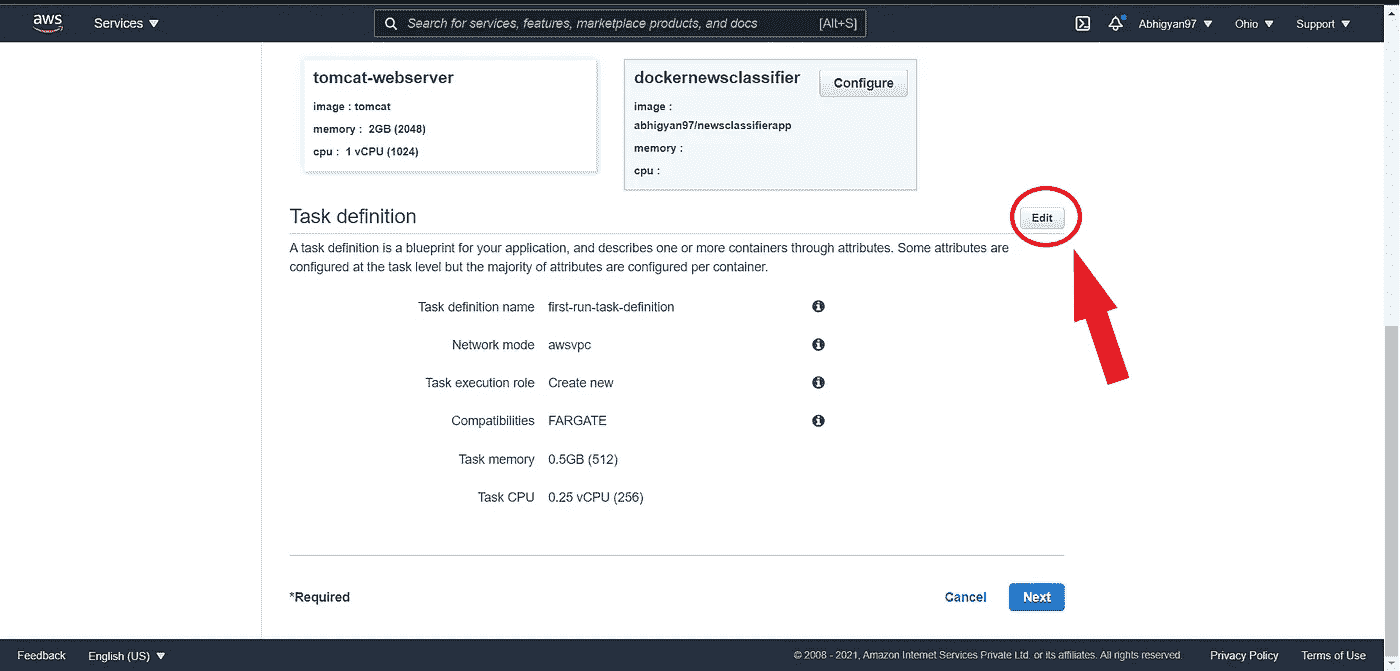 aws Services Search for services, features, marketplace products, and docs [Alt+S] Abhigyan97 Ohio Support
tomcat-webserver
image : tomcat
memory : 2GB (2048)
cpu : 1 vCPU (1024)
dockernewsclassifier Configure
image :
abhigyan97/newsclassifierapp
memory :
cpu :
Task definition Edit
A task definition is a blueprint for your application, and describes one or more containers through attributes. Some attributes are
configured at the task level but the majority of attributes are configured per container.
Task definition name first-run-task-definition
Network mode awsvpc
Task execution role Create new
Compatibilities FARGATE
Task memory 0.5GB (512)
Task CPU 0.25 vCPU (256)
*Required Cancel Next
Feedback English (US) © 2008 - 2021, Amazon Internet Services Private Ltd. or its affiliates. All rights reserved. Privacy Policy Terms of Use